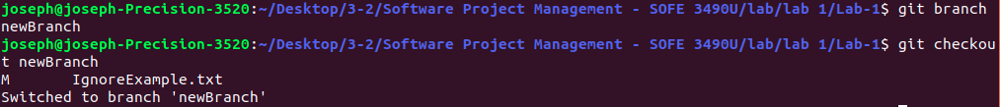 joseph@joseph-Precision-3520:~/Desktop/3-2/Software Project Management - SOFE 3490U/lab/lab 1/Lab-1$ git branch
newBranch
joseph@joseph-Precision-3520:~/Desktop/3-2/Software Project Management - SOFE 3490U/lab/lab 1/Lab-1$ git checkou
t newBranch
M       IgnoreExample.txt
Switched to branch 'newBranch'